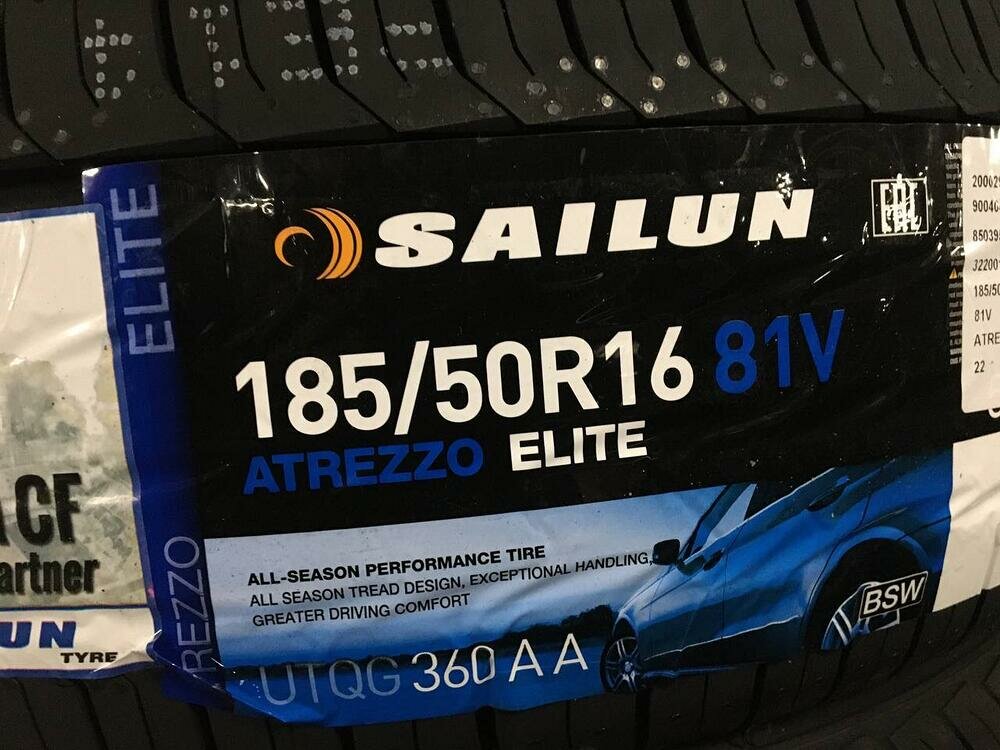 ELITE
SAILUN
EAC
185/50R16 81V
ATREZZO ELITE
ALL-SEASON PERFORMANCE TIRE
ALL SEASON TREAD DESIGN, EXCEPTIONAL HANDLING,
GREATER DRIVING COMFORT
UTQG 360 A A
BSW
REZZO
CF
artner
UN
TYRE
185/50
81V
ATRE
22